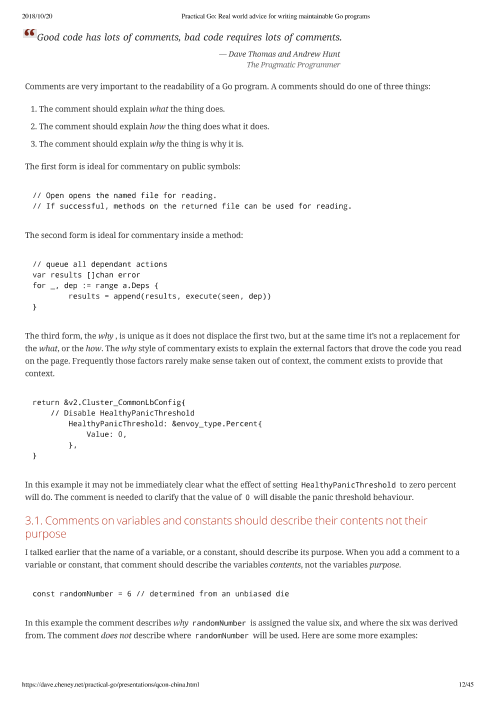 2018/10/20 Practical Go: Real world advice for writing maintainable Go programs
❝ Good code has lots of comments, bad code requires lots of comments.
— Dave Thomas and Andrew Hunt
The Pragmatic Programmer
Comments are very important to the readability of a Go program. A comments should do one of three things:
1. The comment should explain what the thing does.
2. The comment should explain how the thing does what it does.
3. The comment should explain why the thing is why it is.
The first form is ideal for commentary on public symbols:
// Open opens the named file for reading.
// If successful, methods on the returned file can be used for reading.
The second form is ideal for commentary inside a method:
// queue all dependant actions
var results []chan error
for _, dep := range a.Deps {
        results = append(results, execute(seen, dep))
}
The third form, the why , is unique as it does not displace the first two, but at the same time it's not a replacement for
the what, or the how. The why style of commentary exists to explain the external factors that drove the code you read
on the page. Frequently those factors rarely make sense taken out of context, the comment exists to provide that
context.
return &v2.Cluster_CommonLbConfig{
    // Disable HealthyPanicThreshold
        HealthyPanicThreshold: &envoy_type.Percent{
            Value: 0,
        },
}
In this example it may not be immediately clear what the effect of setting HealthyPanicThreshold to zero percent
will do. The comment is needed to clarify that the value of 0 will disable the panic threshold behaviour.
3.1. Comments on variables and constants should describe their contents not their
purpose
I talked earlier that the name of a variable, or a constant, should describe its purpose. When you add a comment to a
variable or constant, that comment should describe the variables contents, not the variables purpose.
const randomNumber = 6 // determined from an unbiased die
In this example the comment describes why randomNumber is assigned the value six, and where the six was derived
from. The comment does not describe where randomNumber will be used. Here are some more examples:
https://dave.cheney.net/practical-go/presentations/qcon-china.html 12/45